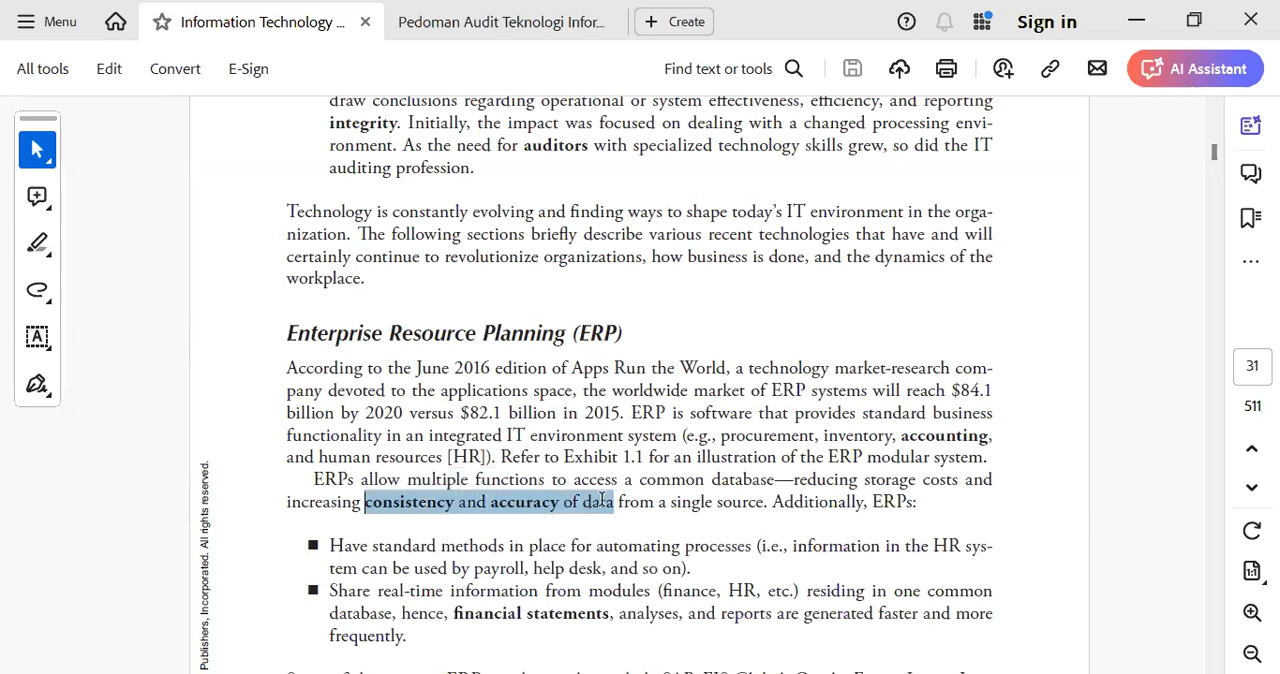 Menu
Information Technology ...
Pedoman Audit Teknologi Infor...
+ Create
Sign in
All tools
Edit
Convert
E-Sign
Find text or tools
AI Assistant
draw conclusions regarding operational or system effectiveness, efficiency, and reporting
integrity. Initially, the impact was focused on dealing with a changed processing envi-
ronment. As the need for auditors with specialized technology skills grew, so did the IT
auditing profession.
Technology is constantly evolving and finding ways to shape today's IT environment in the orga-
nization. The following sections briefly describe various recent technologies that have and will
certainly continue to revolutionize organizations, how business is done, and the dynamics of the
workplace.
Enterprise Resource Planning (ERP)
According to the June 2016 edition of Apps Run the World, a technology market-research com-
pany devoted to the applications space, the worldwide market of ERP systems will reach $84.1
billion by 2020 versus $82.1 billion in 2015. ERP is software that provides standard business
functionality in an integrated IT environment system (e.g., procurement, inventory, accounting,
and human resources [HR]). Refer to Exhibit 1.1 for an illustration of the ERP modular system.
ERPs allow multiple functions to access a common database—reducing storage costs and
increasing consistency and accuracy of data from a single source. Additionally, ERPs:
■ Have standard methods in place for automating processes (i.e., information in the HR sys-
tem can be used by payroll, help desk, and so on).
■ Share real-time information from modules (finance, HR, etc.) residing in one common
database, hence, financial statements, analyses, and reports are generated faster and more
frequently.
Publishers, Incorporated. All rights reserved.
31
511
1:1